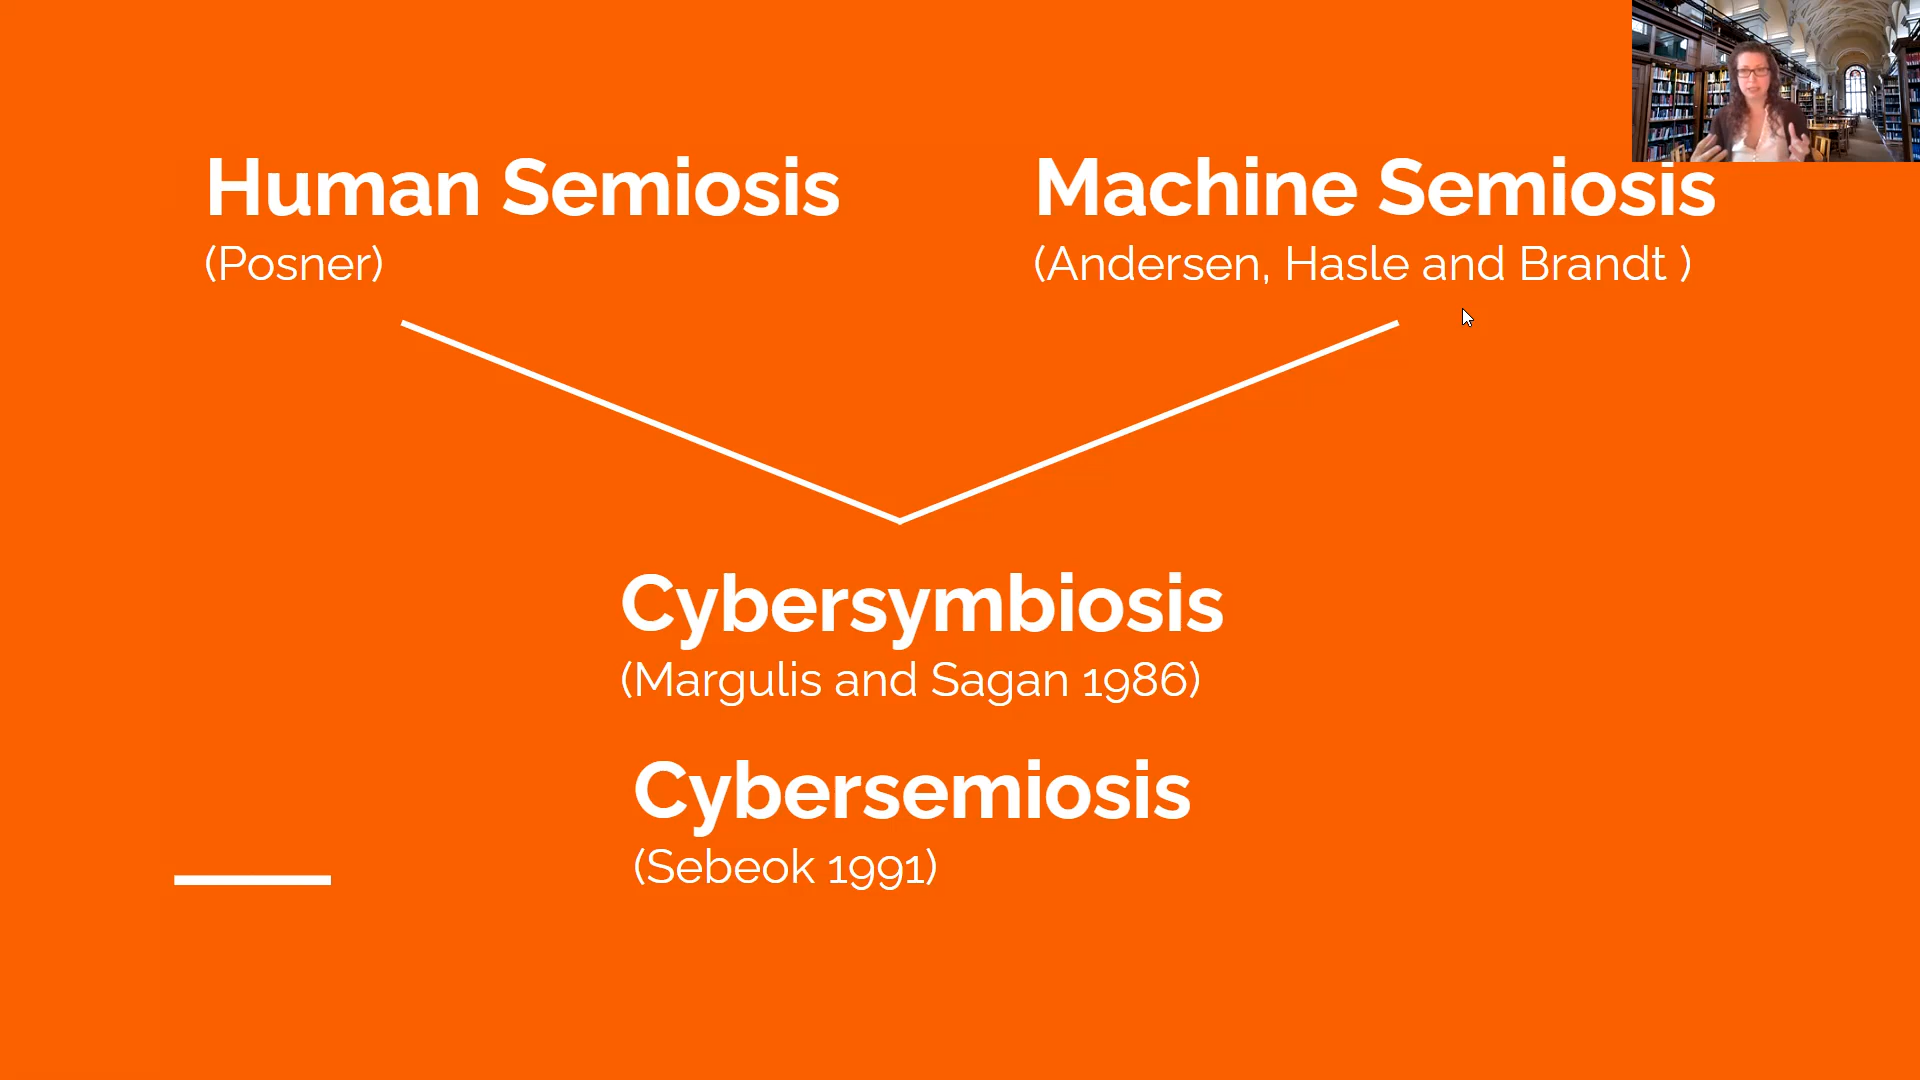 Human Semiosis
(Posner)
Machine Semiosis
(Andersen, Hasle and Brandt )
Cybersymbiosis
(Margulis and Sagan 1986)
Cybersemiosis
(Sebeok 1991)